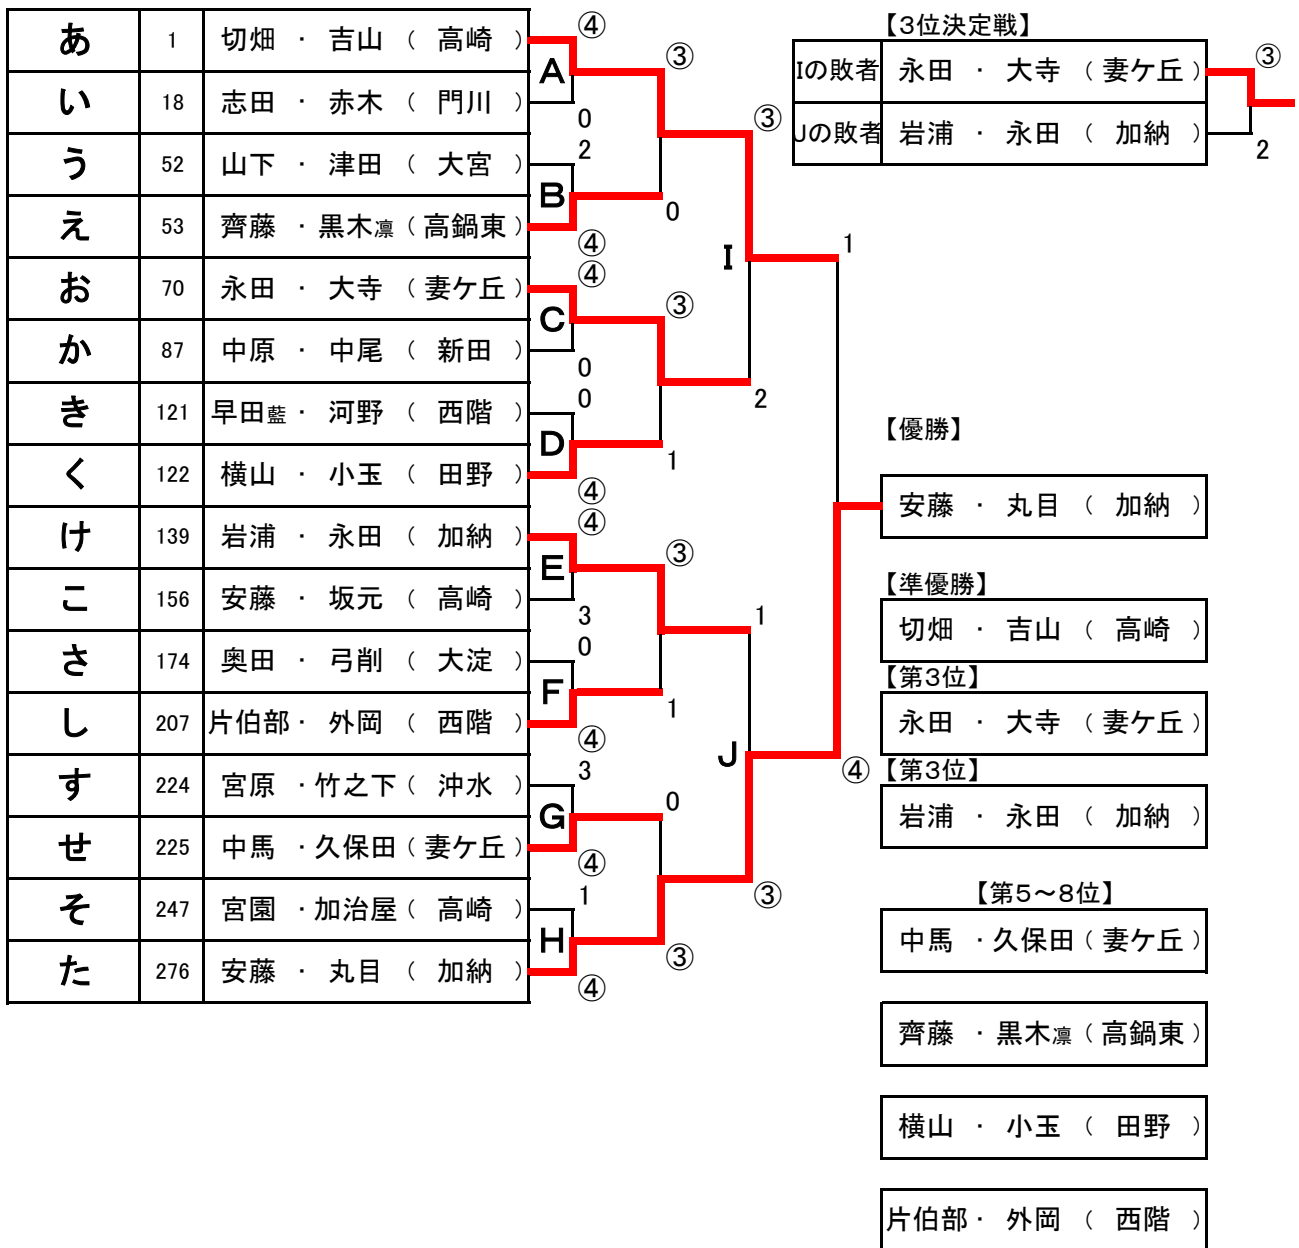 あ 1 切畑 ・ 吉山 ( 高崎 )
い 18 志田 ・ 赤木 ( 門川 )
う 52 山下 ・ 津田 ( 大宮 )
え 53 齊藤 ・ 黒木凛 ( 高鍋東 )
お 70 永田 ・ 大寺 ( 妻ケ丘 )
か 87 中原 ・ 中尾 ( 新田 )
き 121 早田藍 ・ 河野 ( 西階 )
く 122 横山 ・ 小玉 ( 田野 )
け 139 岩浦 ・ 永田 ( 加納 )
こ 156 安藤 ・ 坂元 ( 高崎 )
さ 174 奥田 ・ 弓削 ( 大淀 )
し 207 片伯部 ・ 外岡 ( 西階 )
す 224 宮原 ・ 竹之下 ( 沖水 )
せ 225 中馬 ・ 久保田 ( 妻ケ丘 )
そ 247 宮園 ・ 加治屋 ( 高崎 )
た 276 安藤 ・ 丸目 ( 加納 )
④
A
0
2
B
④
④
C
0
0
D
④
④
E
3
0
F
④
3
G
④
1
H
④
③
0
③
1
③
1
0
③
③
I
2
1
J
③
1
④
【3位決定戦】
Iの敗者 永田 ・ 大寺 ( 妻ケ丘 )
③
Jの敗者 岩浦 ・ 永田 ( 加納 )
2
【優勝】
安藤 ・ 丸目 ( 加納 )
【準優勝】
切畑 ・ 吉山 ( 高崎 )
【第3位】
永田 ・ 大寺 ( 妻ケ丘 )
【第3位】
岩浦 ・ 永田 ( 加納 )
【第5～8位】
中馬 ・ 久保田 ( 妻ケ丘 )
齊藤 ・ 黒木凛 ( 高鍋東 )
横山 ・ 小玉 ( 田野 )
片伯部 ・ 外岡 ( 西階 )